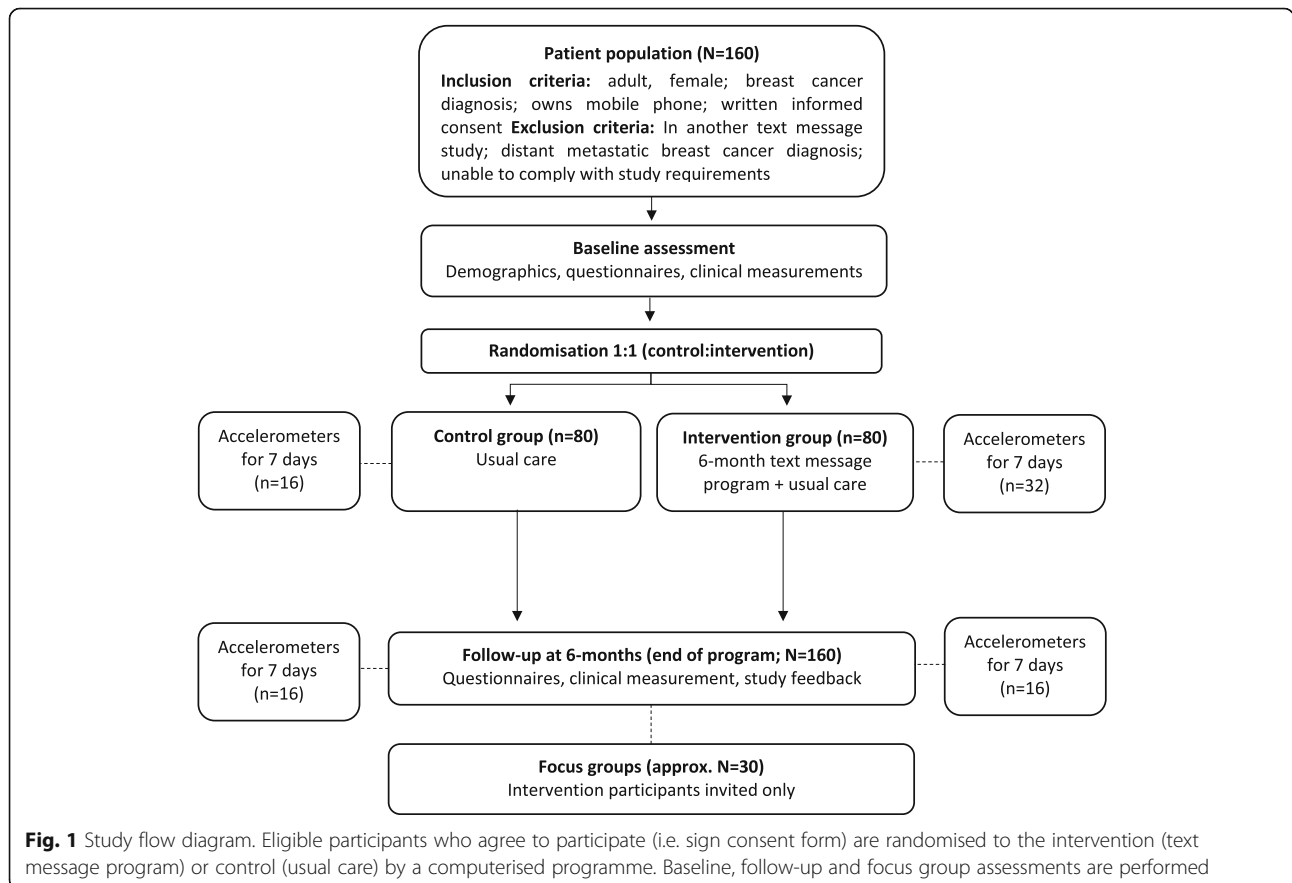 Patient population (N=160)
Inclusion criteria: adult, female; breast cancer
diagnosis; owns mobile phone; written informed
consent Exclusion criteria: In another text message
study; distant metastatic breast cancer diagnosis;
unable to comply with study requirements
Baseline assessment
Demographics, questionnaires, clinical measurements
Randomisation 1:1 (control:intervention)
Accelerometers
for 7 days
(n=16)
Control group (n=80)
Usual care
Intervention group (n=80)
6-month text message
program + usual care
Accelerometers
for 7 days
(n=32)
Accelerometers
for 7 days
(n=16)
Follow-up at 6-months (end of program; N=160)
Questionnaires, clinical measurement, study feedback
Accelerometers
for 7 days
(n=16)
Focus groups (approx. N=30)
Intervention participants invited only
Fig. 1 Study flow diagram. Eligible participants who agree to participate (i.e. sign consent form) are randomised to the intervention (text
message program) or control (usual care) by a computerised programme. Baseline, follow-up and focus group assessments are performed